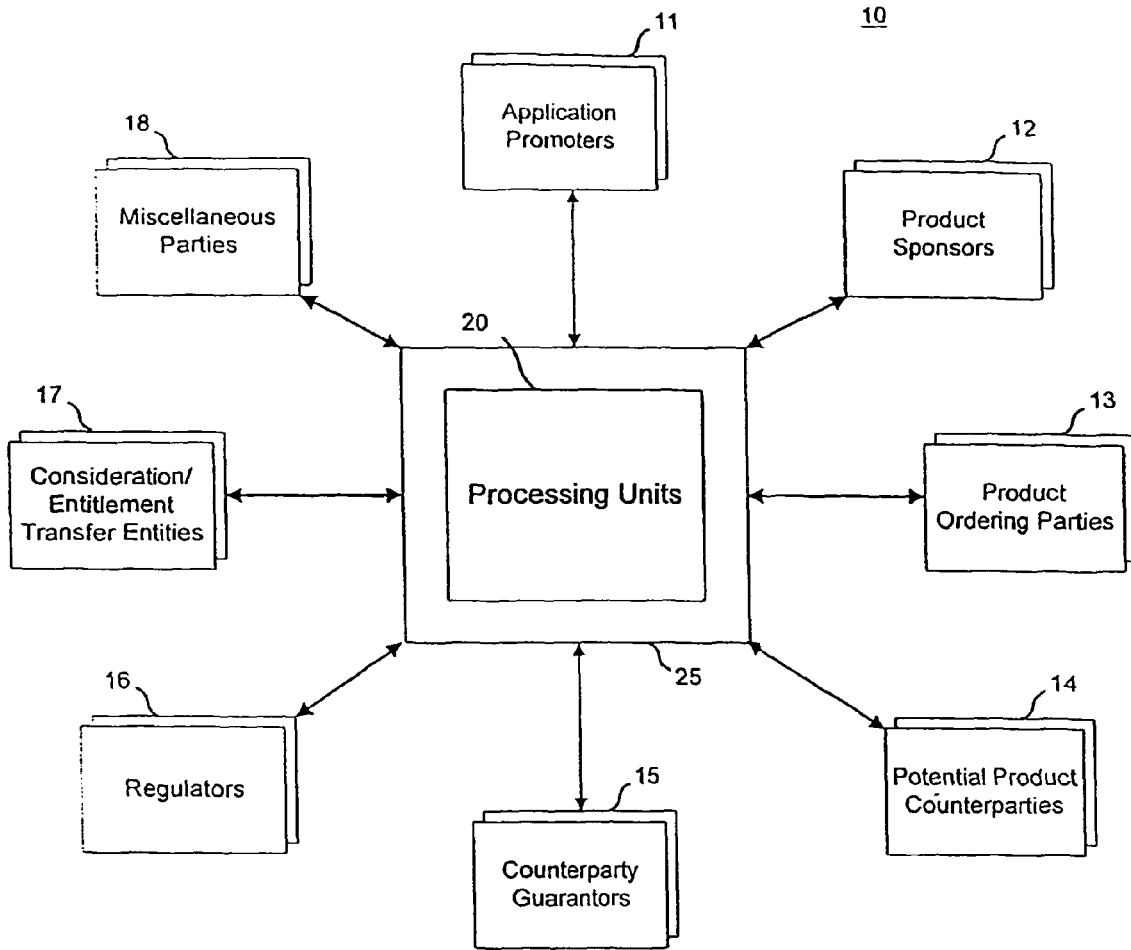 10
11
Application
Promoters
18
Miscellaneous
Parties
12
Product
Sponsors
20
Processing Units
17
Consideration/
Entitlement
Transfer Entities
13
Product
Ordering Parties
25
16
Regulators
15
Counterparty
Guarantors
14
Potential Product
Counterparties